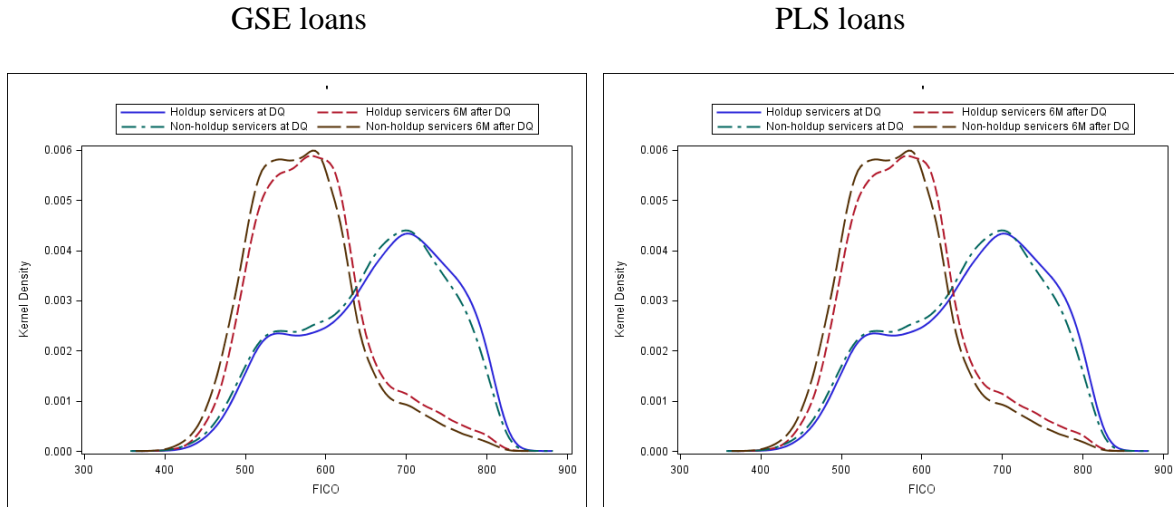 GSE loans
PLS loans
Holdup servicers at DQ Holdup servicers 6M after DQ
Non-holdup servicers at DQ Non-holdup servicers 6M after DQ
0.006
0.005
0.004
0.003
0.002
0.001
0.000
Kernel Density
300 400 500 600 700 800 900
FICO
Holdup servicers at DQ Holdup servicers 6M after DQ
Non-holdup servicers at DQ Non-holdup servicers 6M after DQ
0.006
0.005
0.004
0.003
0.002
0.001
0.000
Kernel Density
300 400 500 600 700 800 900
FICO